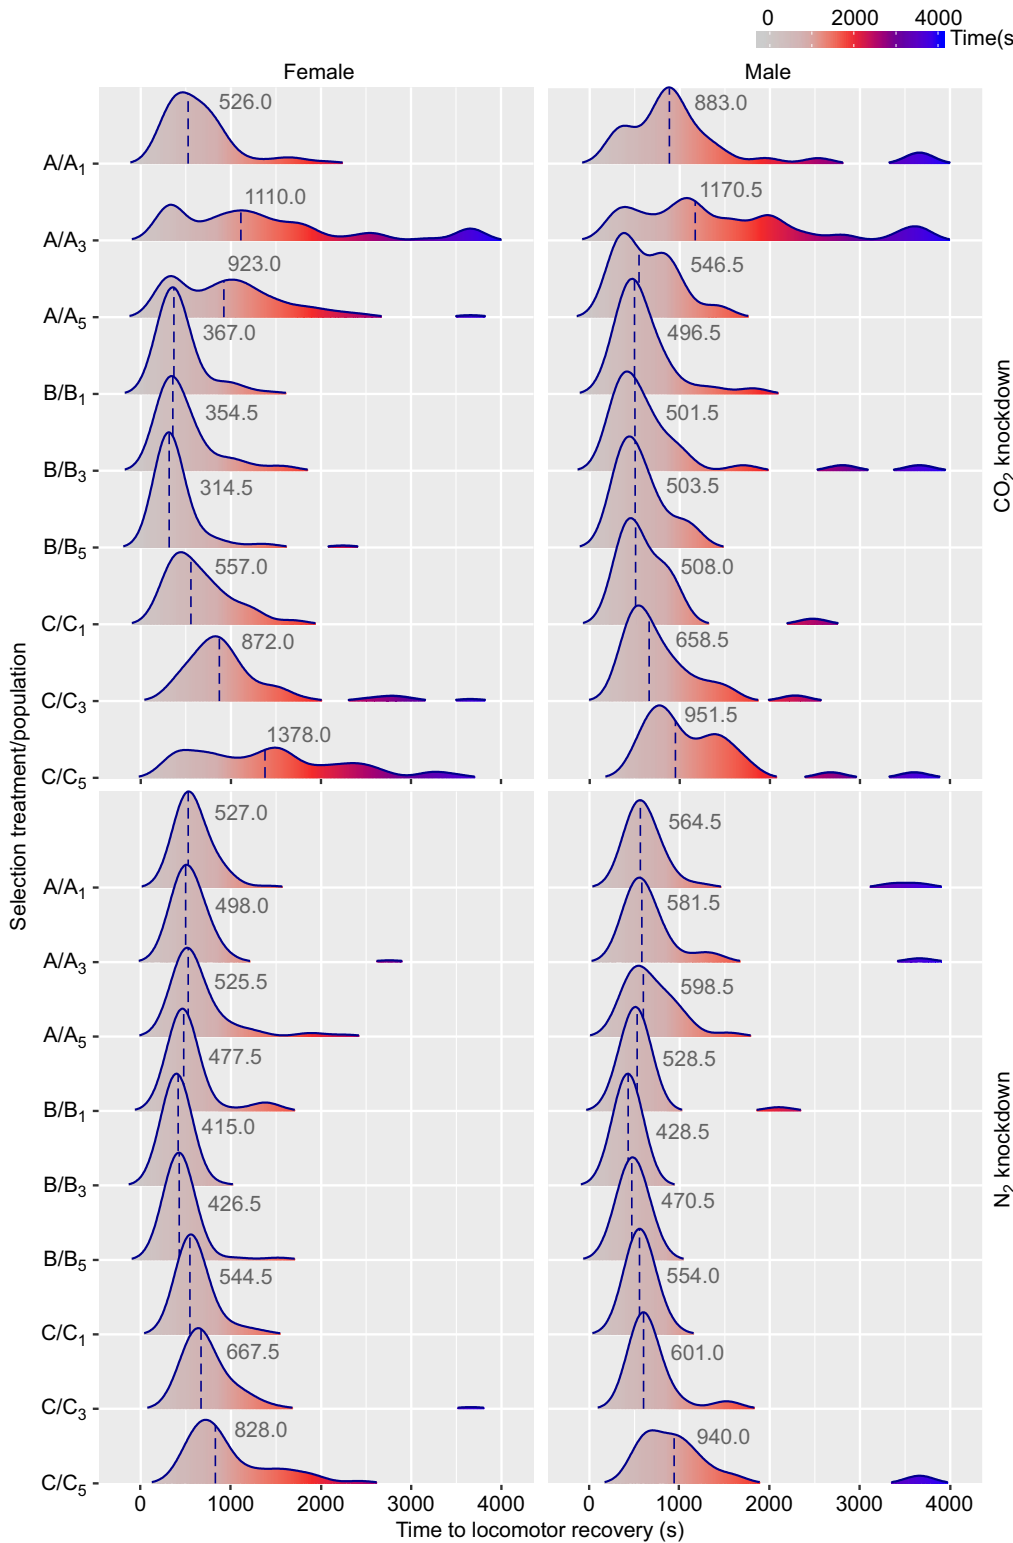 0 2000 4000
Time(s
Female Male
526.0 883.0
A/A1
1110.0 1170.5
A/A3
923.0 546.5
A/A5
367.0 496.5
B/B1
354.5 501.5
B/B3
314.5 503.5
B/B5
557.0 508.0
C/C1
872.0 658.5
C/C3
1378.0 951.5
C/C5
CO2 knockdown
Selection treatment/population
527.0 564.5
A/A1
498.0 581.5
A/A3
525.5 598.5
A/A5
477.5 528.5
B/B1
415.0 428.5
B/B3
426.5 470.5
B/B5
544.5 554.0
C/C1
667.5 601.0
C/C3
828.0 940.0
C/C5
N2 knockdown
0 1000 2000 3000 4000 0 1000 2000 3000 4000
Time to locomotor recovery (s)